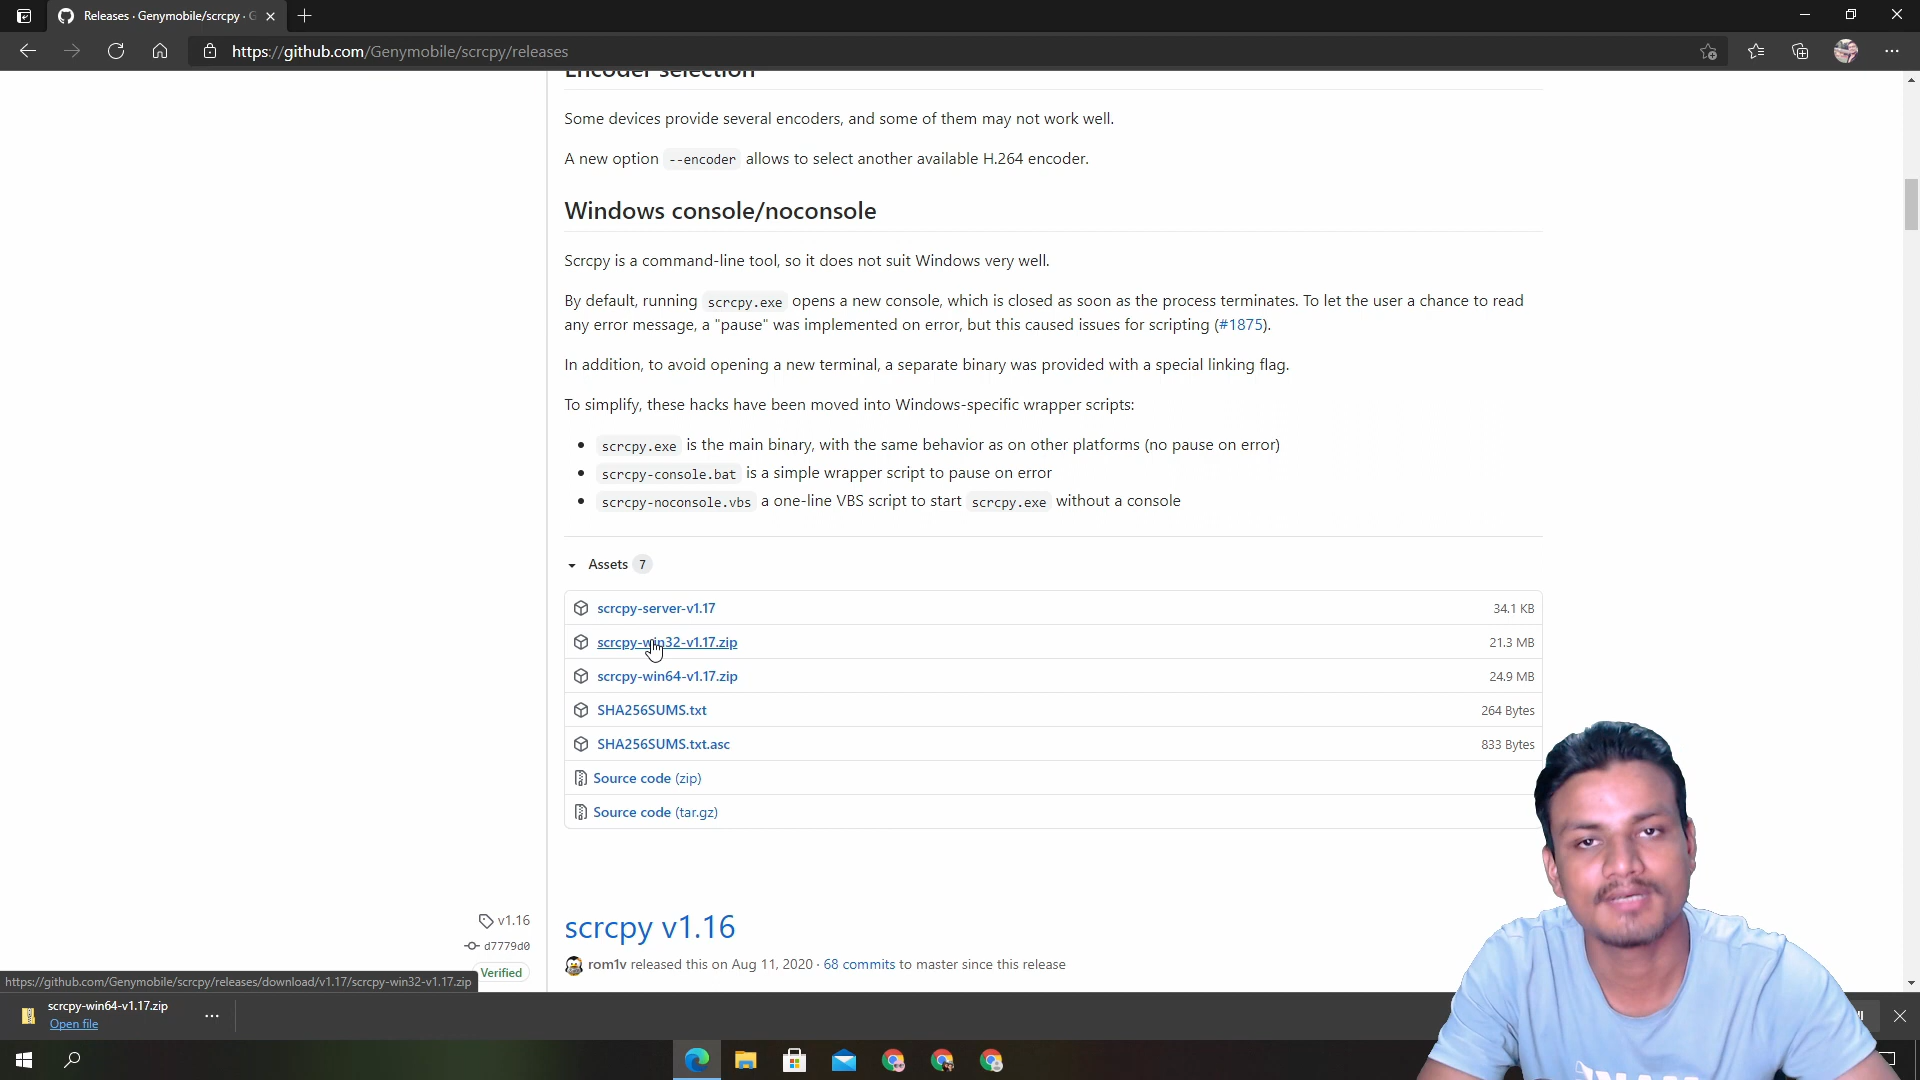 Releases · Genymobile/scrcpy · G
https://github.com/Genymobile/scrcpy/releases
Encoder selection
Some devices provide several encoders, and some of them may not work well.
A new option --encoder allows to select another available H.264 encoder.
Windows console/noconsole
Scrcpy is a command-line tool, so it does not suit Windows very well.
By default, running scrcpy.exe opens a new console, which is closed as soon as the process terminates. To let the user a chance to read
any error message, a "pause" was implemented on error, but this caused issues for scripting (#1875).
In addition, to avoid opening a new terminal, a separate binary was provided with a special linking flag.
To simplify, these hacks have been moved into Windows-specific wrapper scripts:
scrcpy.exe is the main binary, with the same behavior as on other platforms (no pause on error)
scrcpy-console.bat is a simple wrapper script to pause on error
scrcpy-noconsole.vbs a one-line VBS script to start scrcpy.exe without a console
Assets 7
scrcpy-server-v1.17 34.1 KB
scrcpy-win32-v1.17.zip 21.3 MB
scrcpy-win64-v1.17.zip 24.9 MB
SHA256SUMS.txt 264 Bytes
SHA256SUMS.txt.asc 833 Bytes
Source code (zip)
Source code (tar.gz)
v1.16
scrcpy v1.16
d7779d0
rom1v released this on Aug 11, 2020 · 68 commits to master since this release
Verified
https://github.com/Genymobile/scrcpy/releases/download/v1.17/scrcpy-win32-v1.17.zip
scrcpy-win64-v1.17.zip
Open file